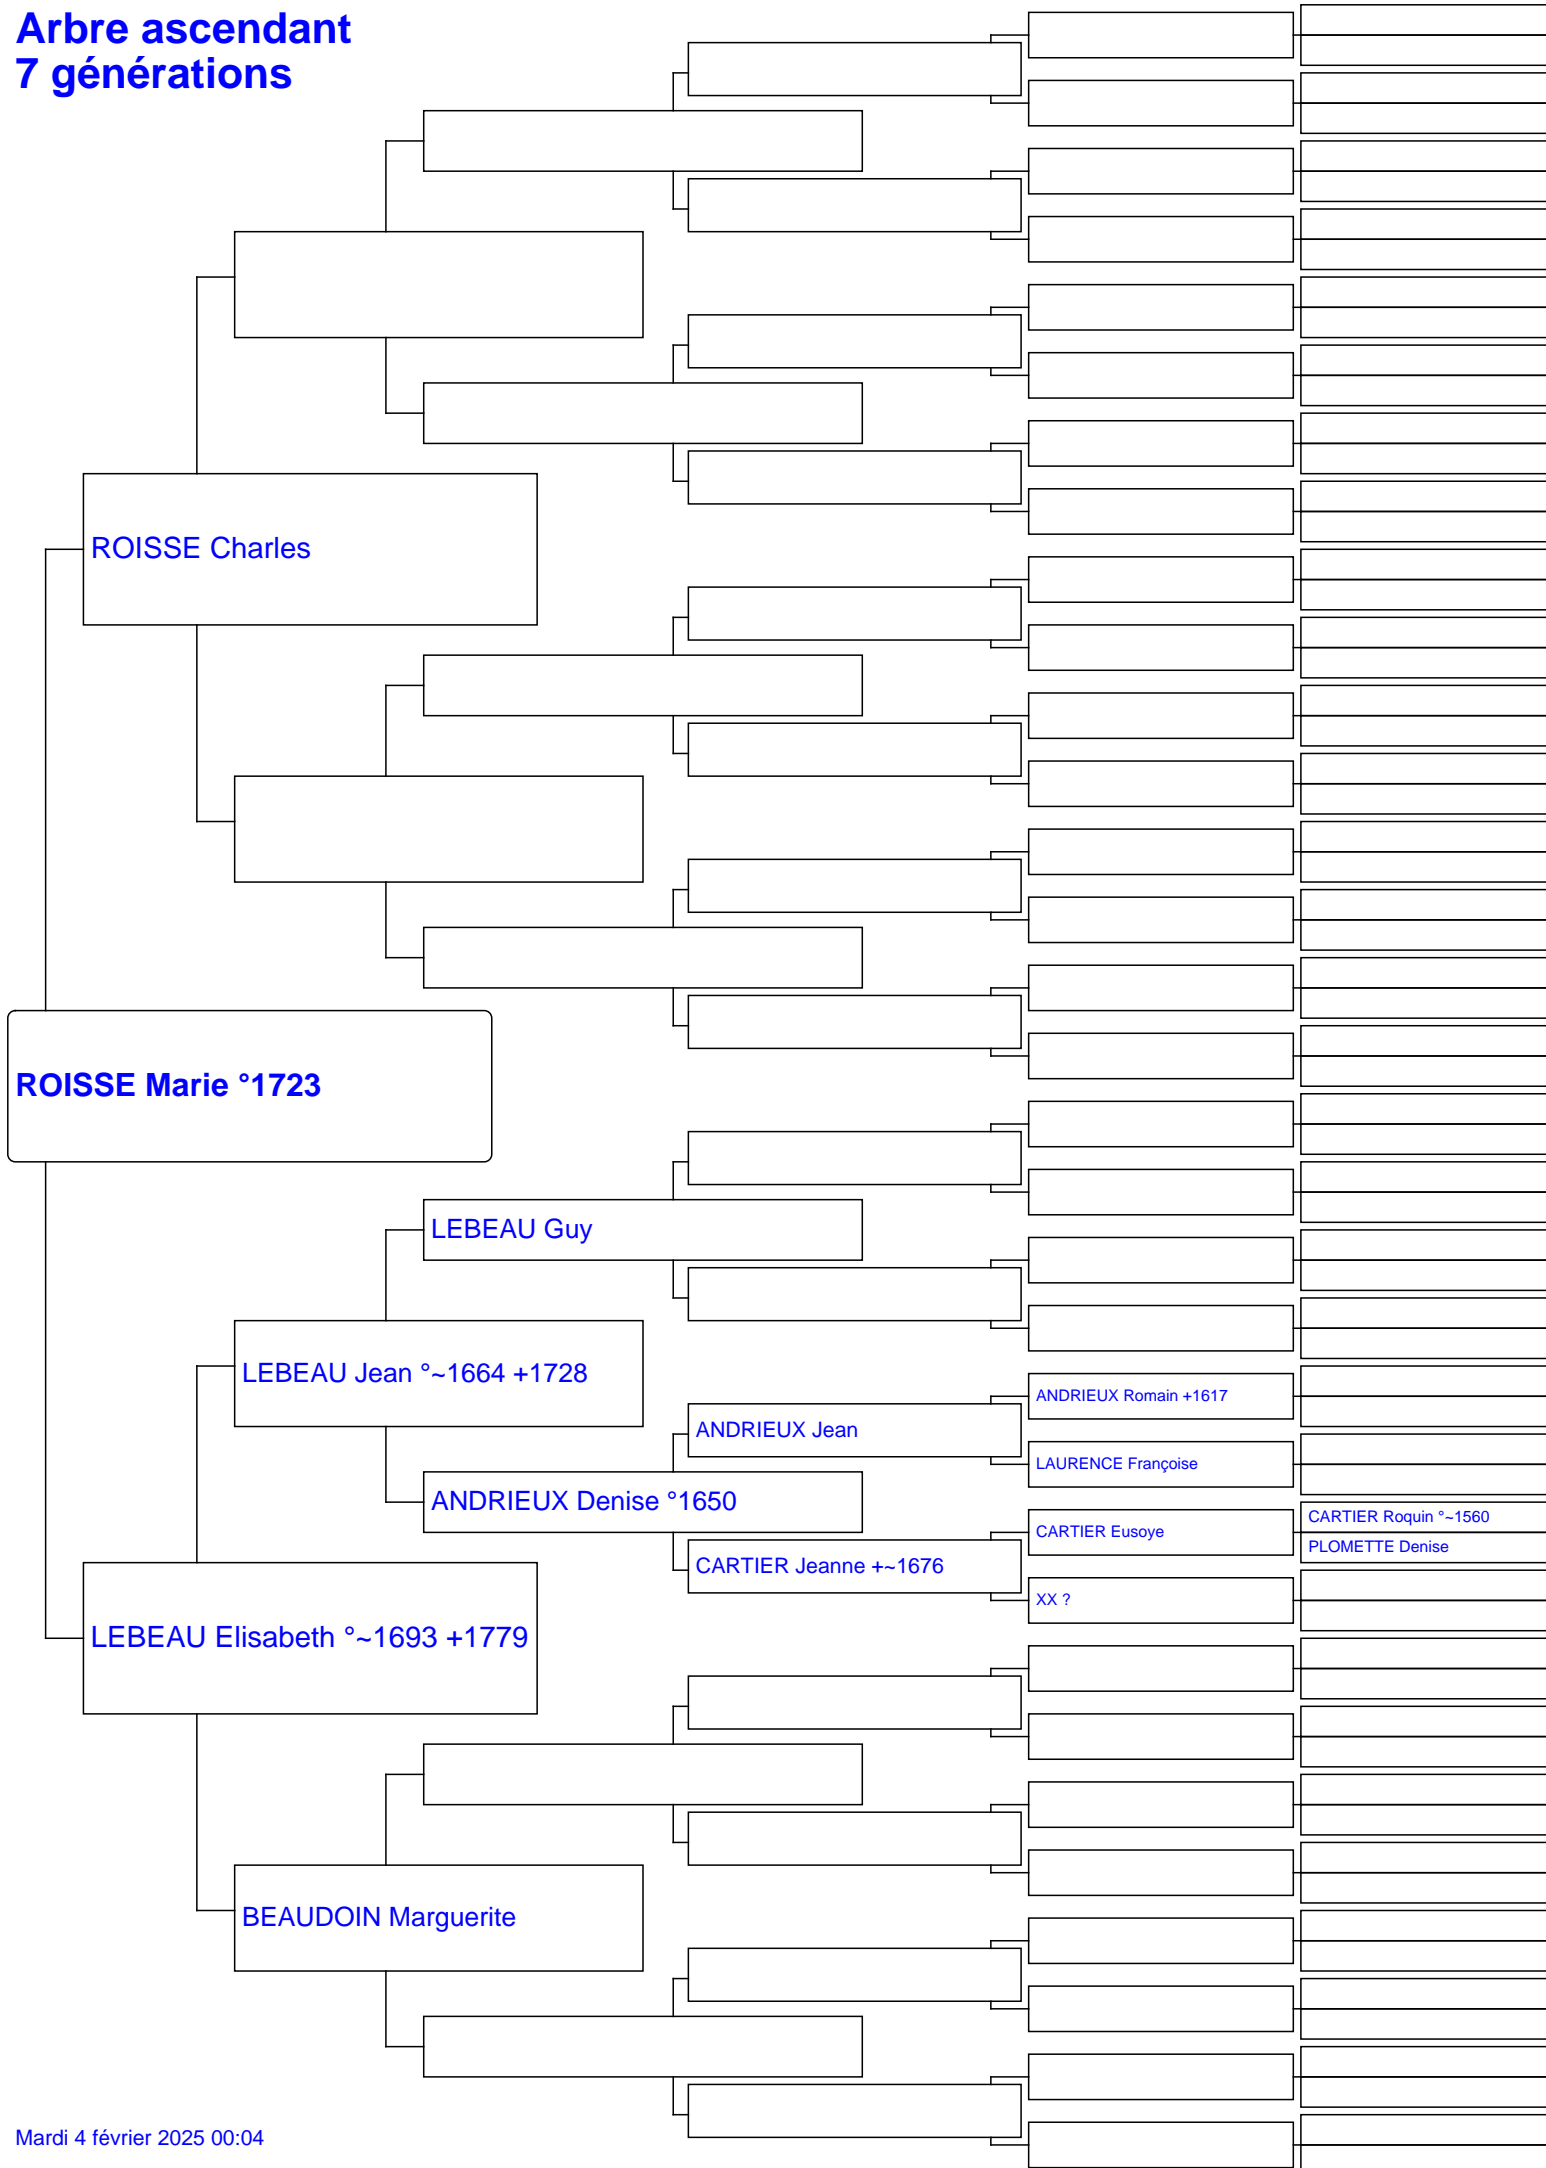 Arbre ascendant
7 générations
ROISSE Charles
ROISSE Marie °1723
LEBEAU Guy
LEBEAU Jean °~1664 +1728
ANDRIEUX Romain +1617
ANDRIEUX Jean
LAURENCE Françoise
ANDRIEUX Denise °1650
CARTIER Roquin °~1560
CARTIER Eusoye
PLOMETTE Denise
CARTIER Jeanne +~1676
XX ?
LEBEAU Elisabeth °~1693 +1779
BEAUDOIN Marguerite
Mardi 4 février 2025 00:04